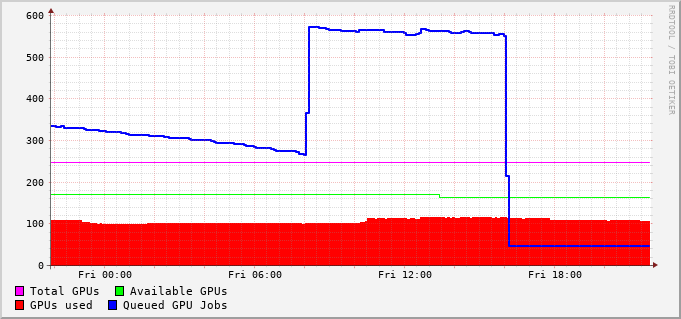 600
500
400
300
200
100
0
Fri 00:00 Fri 06:00 Fri 12:00 Fri 18:00
Total GPUs Available GPUs
GPUs used Queued GPU Jobs
RRDTOOL / TOBI OETIKER